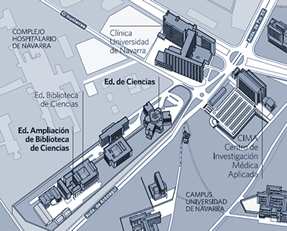 COMPLEJO
HOSPITALARIO
DE NAVARRA
Clínica
Universidad
de Navarra
Ed. de Ciencias
Ed. Biblioteca
de Ciencias
Ed. Ampliación
de Biblioteca
de Ciencias
CIMA
Centro de
Investigación
Médica
Aplicada
CAMPUS
UNIVERSIDAD
DE NAVARRA